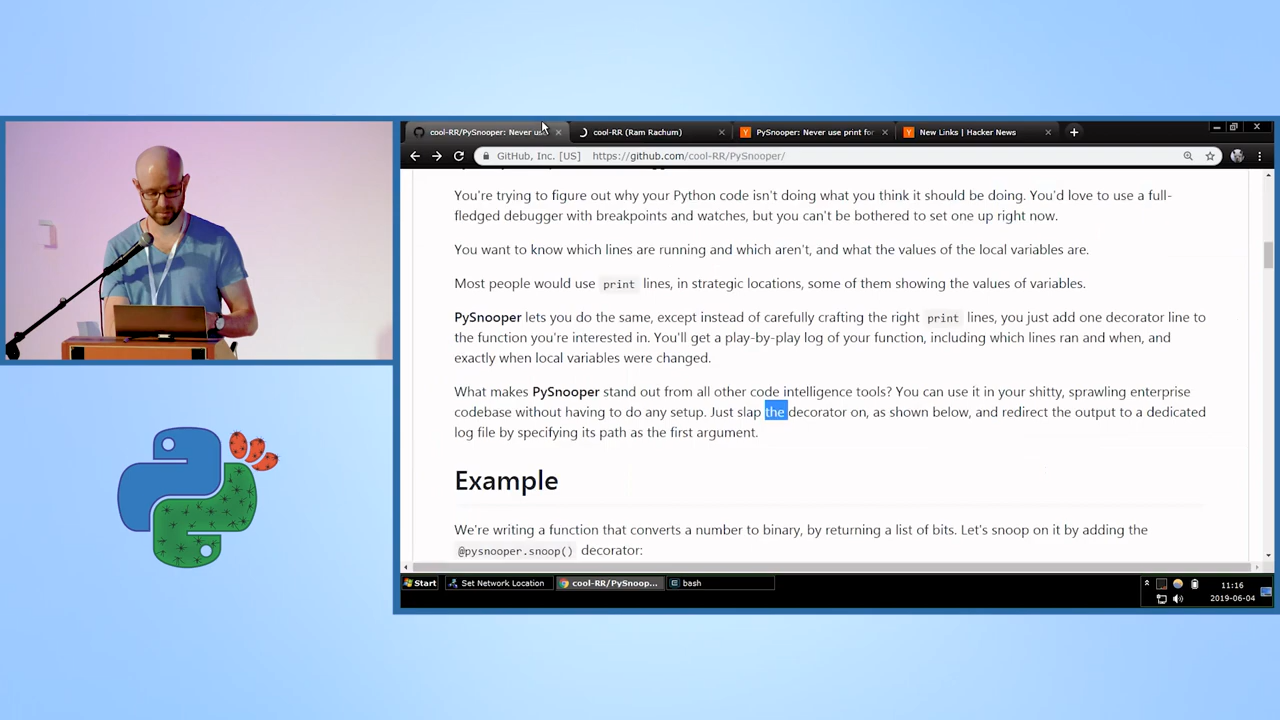 cool-RR/PySnooper: Never us
cool-RR (Ram Rachum)
PySnooper: Never use print for
New Links | Hacker News
GitHub, Inc. [US]
https://github.com/cool-RR/PySnooper/
You're trying to figure out why your Python code isn't doing what you think it should be doing. You'd love to use a full-
fledged debugger with breakpoints and watches, but you can't be bothered to set one up right now.
You want to know which lines are running and which aren't, and what the values of the local variables are.
Most people would use print lines, in strategic locations, some of them showing the values of variables.
PySnooper lets you do the same, except instead of carefully crafting the right print lines, you just add one decorator line to
the function you're interested in. You'll get a play-by-play log of your function, including which lines ran and when, and
exactly when local variables were changed.
What makes PySnooper stand out from all other code intelligence tools? You can use it in your shitty, sprawling enterprise
codebase without having to do any setup. Just slap the decorator on, as shown below, and redirect the output to a dedicated
log file by specifying its path as the first argument.
Example
We're writing a function that converts a number to binary, by returning a list of bits. Let's snoop on it by adding the
@pysnooper.snoop() decorator:
Start
Set Network Location
cool-RR/PySnoop...
bash
11:16
2019-06-04